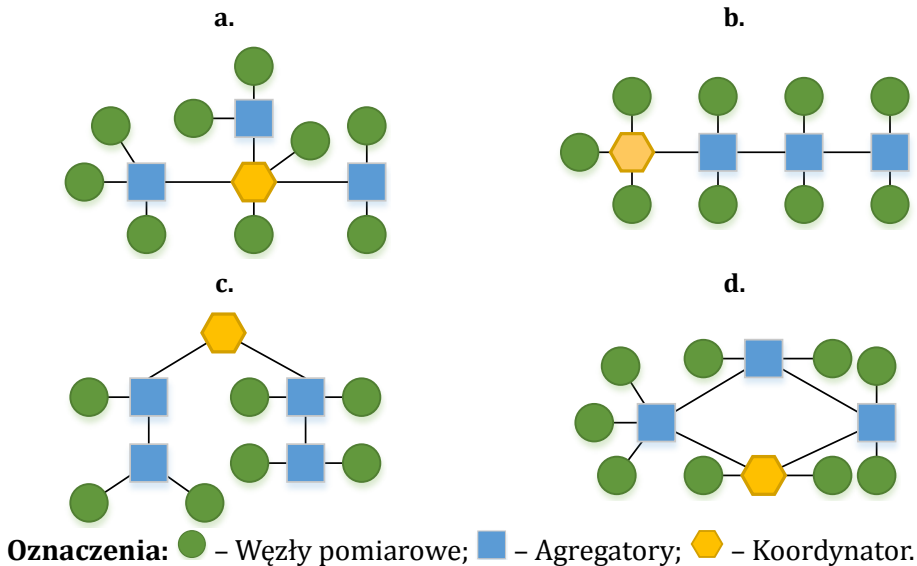 a.
b.
c.
d.
Oznaczenia: – Węzły pomiarowe; – Agregatory; – Koordynator.